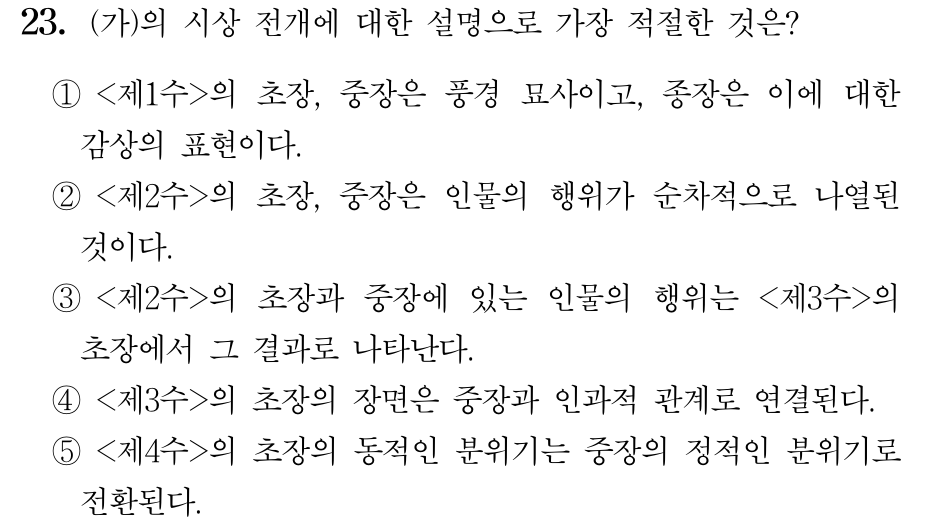 23. (가)의 시상 전개에 대한 설명으로 가장 적절한 것은?
① <제1수>의 초장, 중장은 풍경 묘사이고, 종장은 이에 대한
감상의 표현이다.
② <제2수>의 초장, 중장은 인물의 행위가 순차적으로 나열된
것이다.
③ <제2수>의 초장과 중장에 있는 인물의 행위는 <제3수>의
초장에서 그 결과로 나타난다.
④ <제3수>의 초장의 장면은 중장과 인과적 관계로 연결된다.
⑤ <제4수>의 초장의 동적인 분위기는 중장의 정적인 분위기로
전환된다.